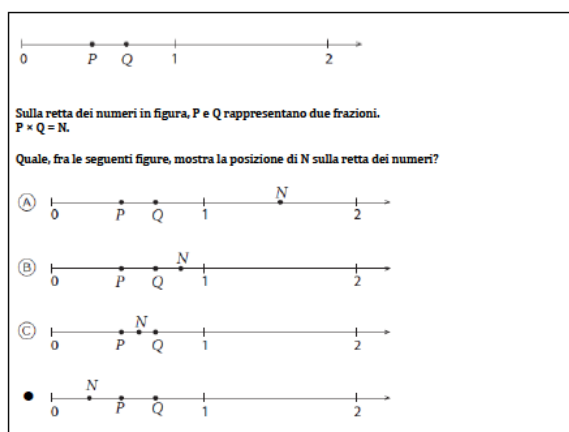 0 P Q 1 2
Sulla retta dei numeri in figura, P e Q rappresentano due frazioni.
P × Q = N.
Quale, fra le seguenti figure, mostra la posizione di N sulla retta dei numeri?
N
A 0 P Q 1 2
N
B 0 P Q 1 2
N
C 0 P Q 1 2
N
0 P Q 1 2